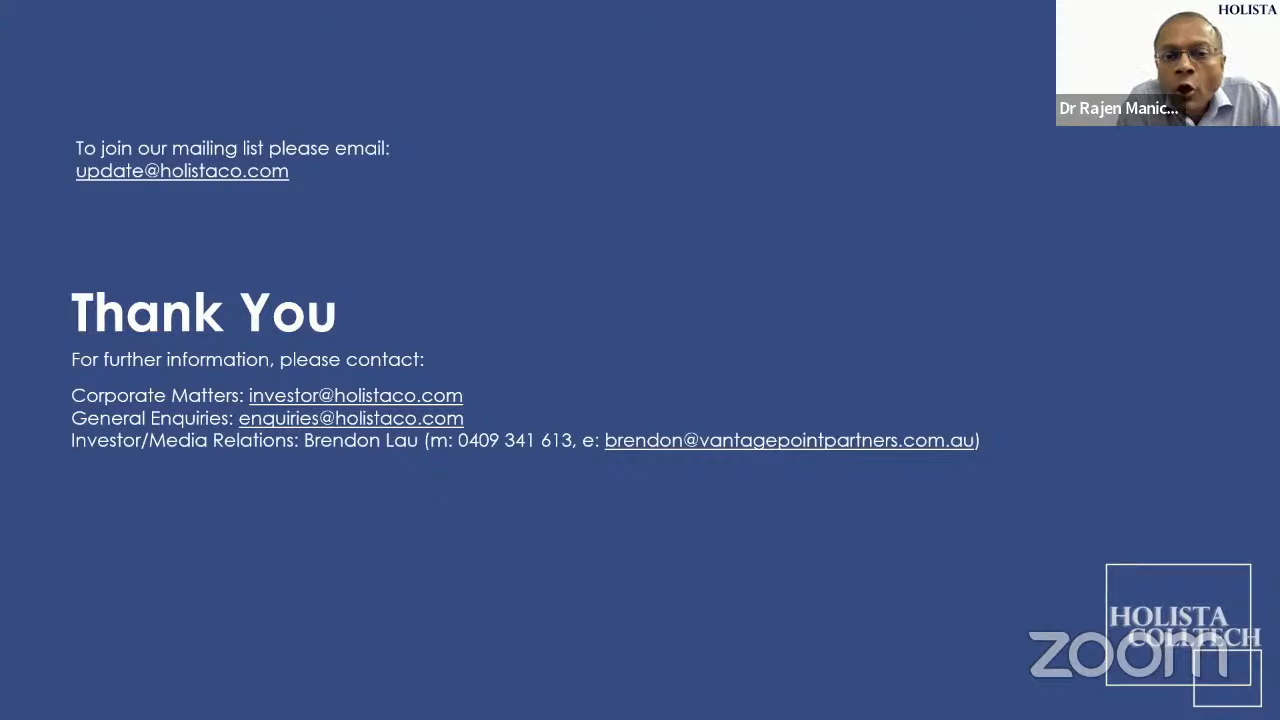 HOLISTA
Dr Rajen Manic...
To join our mailing list please email:
update@holistaco.com
Thank You
For further information, please contact:
Corporate Matters: investor@holistaco.com
General Enquiries: enquiries@holistaco.com
Investor/Media Relations: Brendon Lau (m: 0409 341 613, e: brendon@vantagepointpartners.com.au)
HOLISTA
COLLTECH
zoom